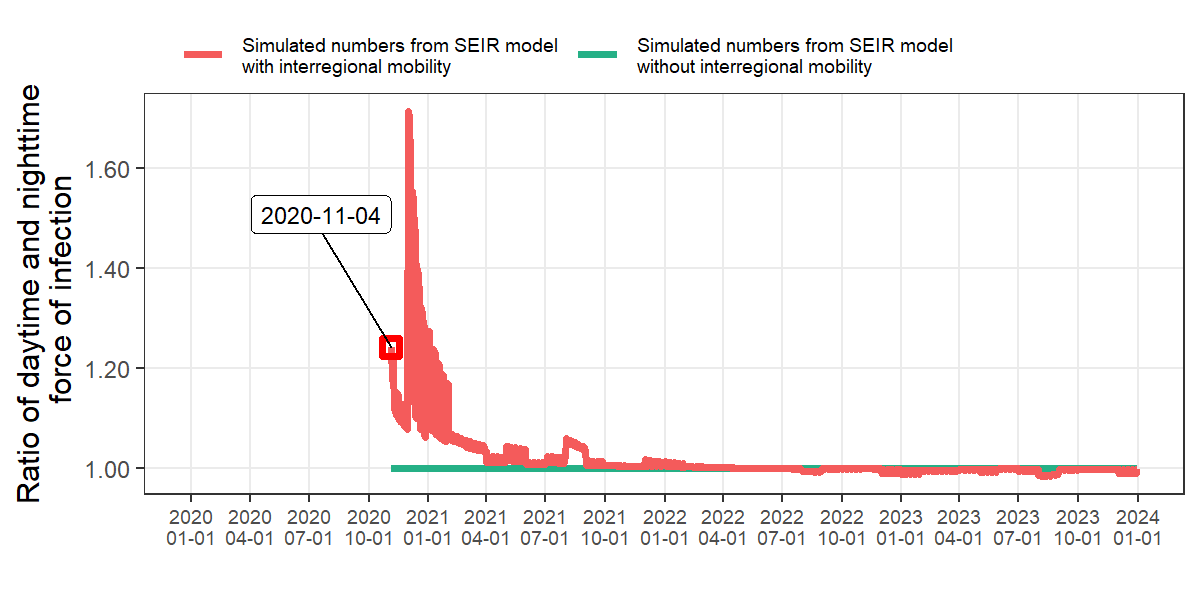 Simulated numbers from SEIR model
with interregional mobility
Simulated numbers from SEIR model
without interregional mobility
Ratio of daytime and nighttime
force of infection
1.60
1.40
1.20
1.00
2020-11-04
2020 2020 2020 2020 2021 2021 2021 2021 2022 2022 2022 2022 2023 2023 2023 2023 2024
01-01 04-01 07-01 10-01 01-01 04-01 07-01 10-01 01-01 04-01 07-01 10-01 01-01 04-01 07-01 10-01 01-01